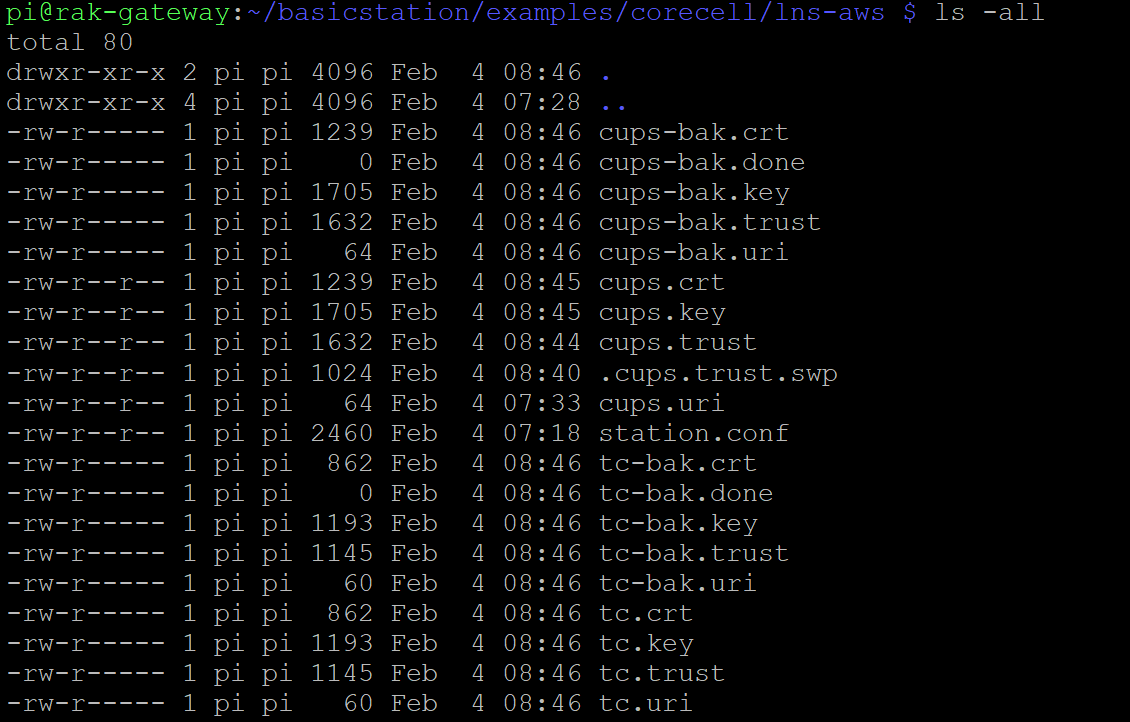 pi@rak-gateway:~/basicstation/examples/corecell/lns-aws $ ls -all
total 80
drwxr-xr-x 2 pi pi 4096 Feb  4 08:46 .
drwxr-xr-x 4 pi pi 4096 Feb  4 07:28 ..
-rw-r----- 1 pi pi 1239 Feb  4 08:46 cups-bak.crt
-rw-r----- 1 pi pi    0 Feb  4 08:46 cups-bak.done
-rw-r----- 1 pi pi 1705 Feb  4 08:46 cups-bak.key
-rw-r----- 1 pi pi 1632 Feb  4 08:46 cups-bak.trust
-rw-r----- 1 pi pi   64 Feb  4 08:46 cups-bak.uri
-rw-r--r-- 1 pi pi 1239 Feb  4 08:45 cups.crt
-rw-r--r-- 1 pi pi 1705 Feb  4 08:45 cups.key
-rw-r--r-- 1 pi pi 1632 Feb  4 08:44 cups.trust
-rw-r--r-- 1 pi pi 1024 Feb  4 08:40 .cups.trust.swp
-rw-r--r-- 1 pi pi   64 Feb  4 07:33 cups.uri
-rw-r--r-- 1 pi pi 2460 Feb  4 07:18 station.conf
-rw-r----- 1 pi pi  862 Feb  4 08:46 tc-bak.crt
-rw-r----- 1 pi pi    0 Feb  4 08:46 tc-bak.done
-rw-r----- 1 pi pi 1193 Feb  4 08:46 tc-bak.key
-rw-r----- 1 pi pi 1145 Feb  4 08:46 tc-bak.trust
-rw-r----- 1 pi pi   60 Feb  4 08:46 tc-bak.uri
-rw-r----- 1 pi pi  862 Feb  4 08:46 tc.crt
-rw-r----- 1 pi pi 1193 Feb  4 08:46 tc.key
-rw-r----- 1 pi pi 1145 Feb  4 08:46 tc.trust
-rw-r----- 1 pi pi   60 Feb  4 08:46 tc.uri